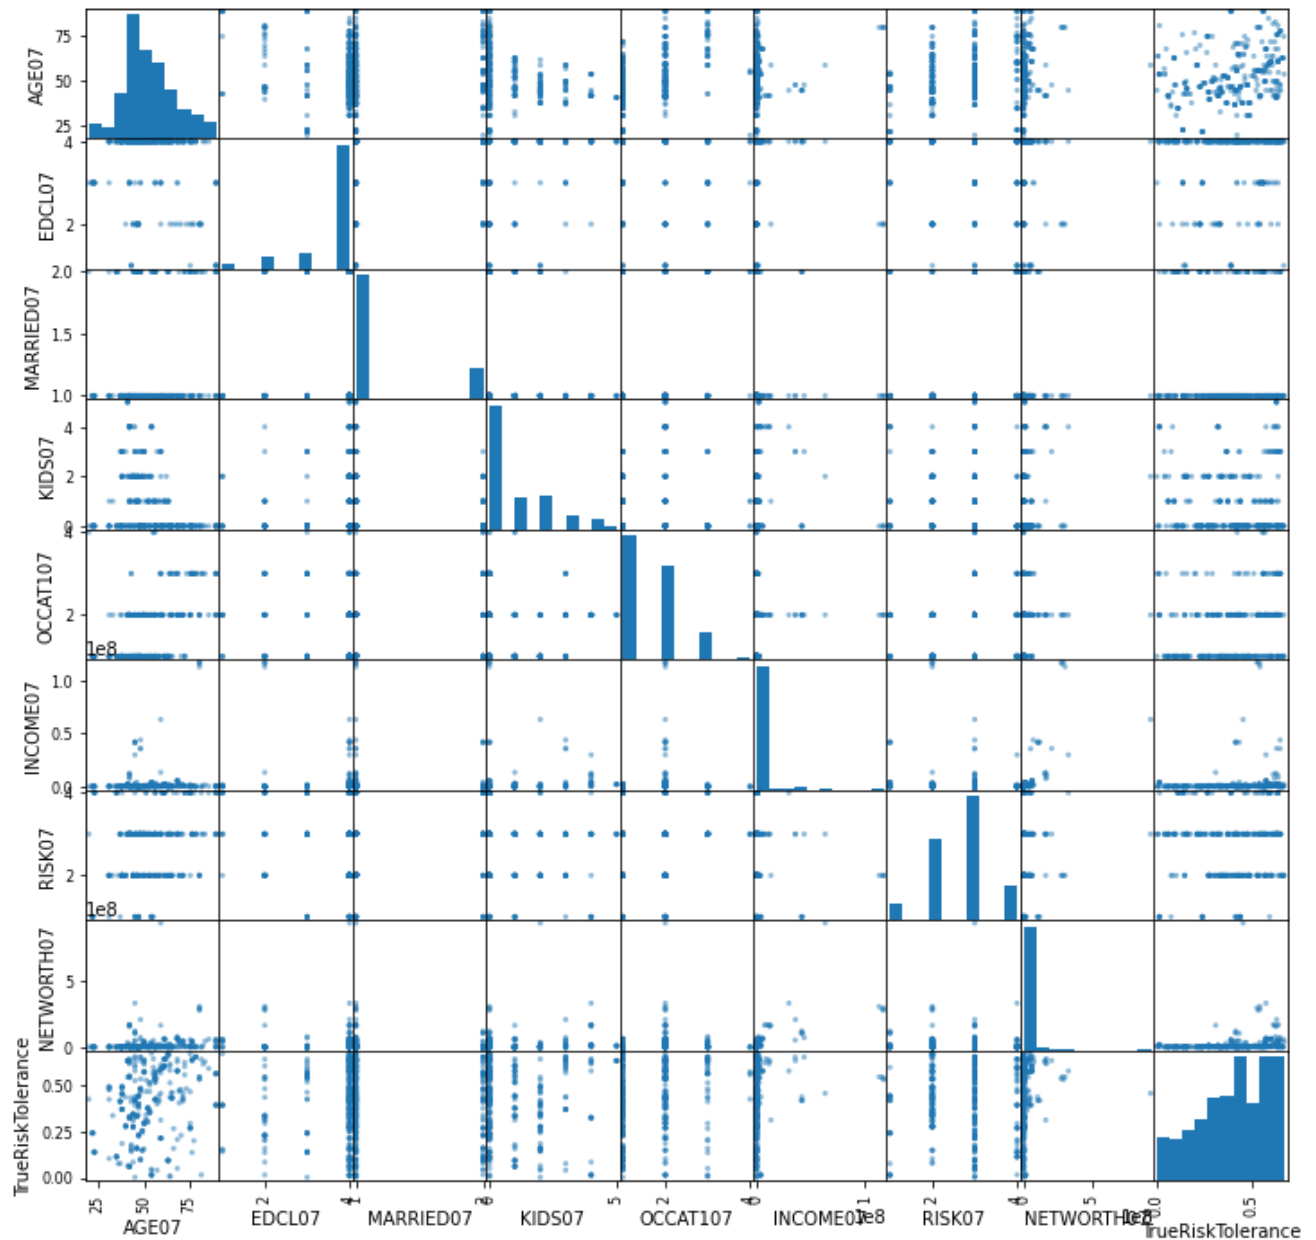 75
50
25
AGE07
4
2
EDCL07
2.0
1.5
1.0
MARRIED07
4
2
0
KIDS07
4
2
OCCAT107
1e8
1.0
0.5
0.0
INCOME07
4
2
RISK07
1e8
5
0
NETWORTH07
0.50
0.25
0.00
TrueRiskTolerance
25 50 75 2 4 1 2 0 5 2 4 0 1 2 4 0 5 0.0 0.5
AGE07 EDCL07 MARRIED07 KIDS07 OCCAT107 INCOME07 1e8 RISK07 NETWORTH07 1e8 TrueRiskTolerance